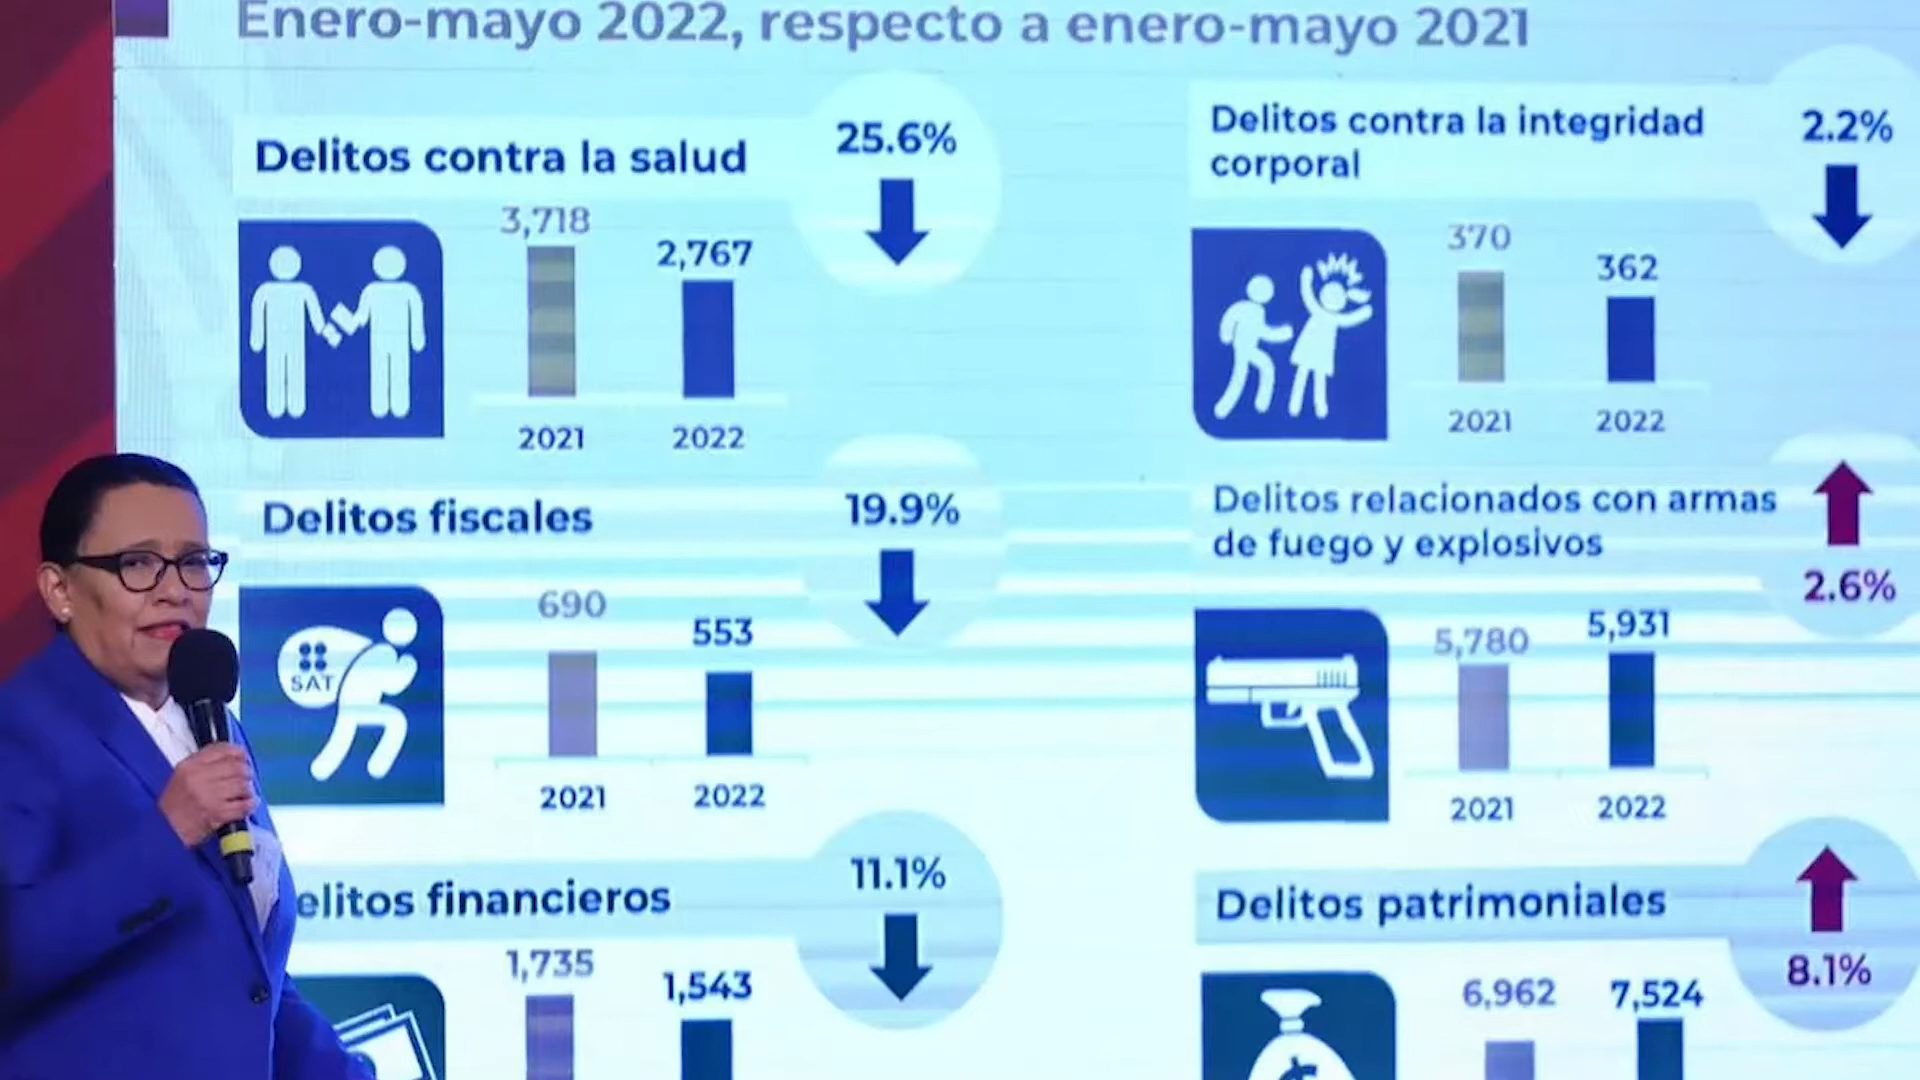 Enero-mayo 2022, respecto a enero-mayo 2021
Delitos contra la salud
25.6%
3,718
2,767
2021
2022
Delitos contra la integridad
corporal
2.2%
370
362
2021
2022
Delitos fiscales
19.9%
SAT
690
553
2021
2022
Delitos relacionados con armas
de fuego y explosivos
2.6%
5,780
5,931
2021
2022
elitos financieros
11.1%
1,735
1,543
Delitos patrimoniales
8.1%
6,962
7,524